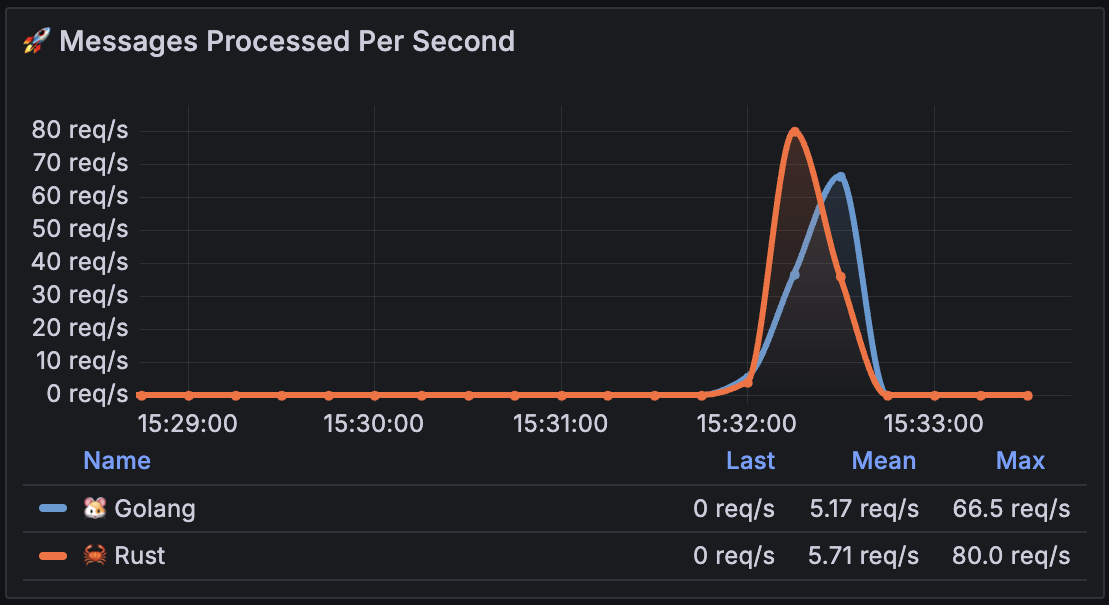 🚀 Messages Processed Per Second
80 req/s
70 req/s
60 req/s
50 req/s
40 req/s
30 req/s
20 req/s
10 req/s
0 req/s
15:29:00 15:30:00 15:31:00 15:32:00 15:33:00
Name Last Mean Max
🐹 Golang 0 req/s 5.17 req/s 66.5 req/s
🦀 Rust 0 req/s 5.71 req/s 80.0 req/s